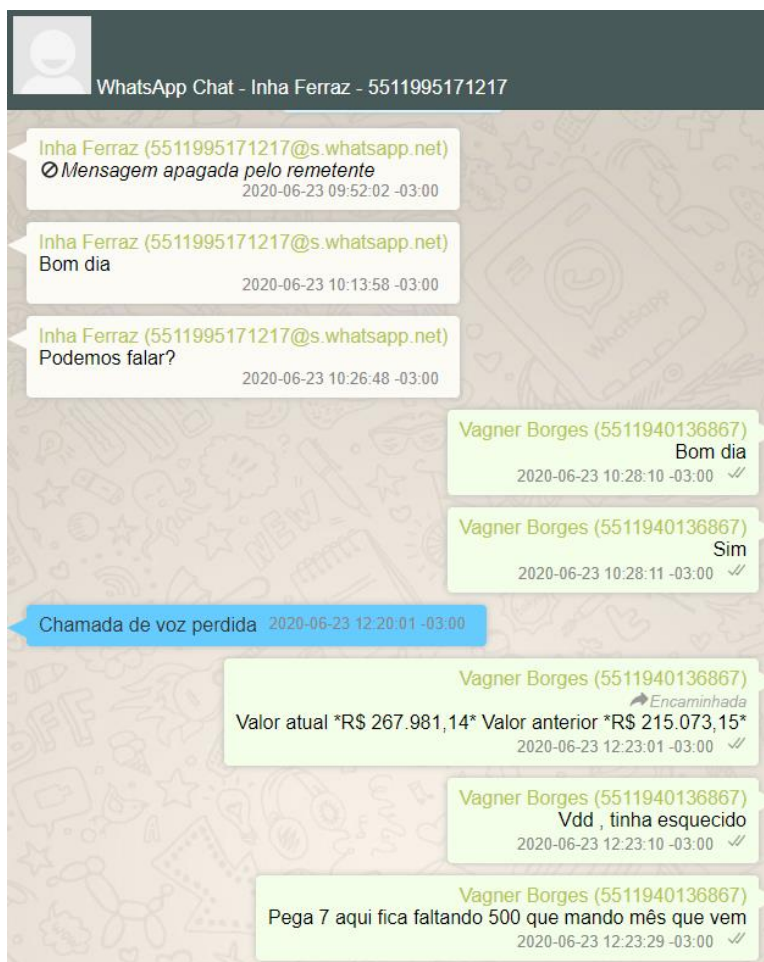 WhatsApp Chat - Inha Ferraz - 5511995171217
Inha Ferraz (5511995171217@s.whatsapp.net)
Mensagem apagada pelo remetente
2020-06-23 09:52:02 -03:00
Inha Ferraz (5511995171217@s.whatsapp.net)
Bom dia
2020-06-23 10:13:58 -03:00
Inha Ferraz (5511995171217@s.whatsapp.net)
Podemos falar?
2020-06-23 10:26:48 -03:00
Vagner Borges (5511940136867)
Bom dia
2020-06-23 10:28:10 -03:00
Vagner Borges (5511940136867)
Sim
2020-06-23 10:28:11 -03:00
Chamada de voz perdida 2020-06-23 12:20:01 -03:00
Vagner Borges (5511940136867)
Encaminhada
Valor atual *R$ 267.981,14* Valor anterior *R$ 215.073,15*
2020-06-23 12:23:01 -03:00
Vagner Borges (5511940136867)
Vdd , tinha esquecido
2020-06-23 12:23:10 -03:00
Vagner Borges (5511940136867)
Pega 7 aqui fica faltando 500 que mando mês que vem
2020-06-23 12:23:29 -03:00